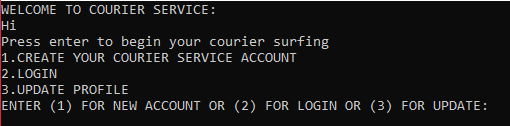 WELCOME TO COURIER SERVICE:
Hi
Press enter to begin your courier surfing
1.CREATE YOUR COURIER SERVICE ACCOUNT
2.LOGIN
3.UPDATE PROFILE
ENTER (1) FOR NEW ACCOUNT OR (2) FOR LOGIN OR (3) FOR UPDATE: